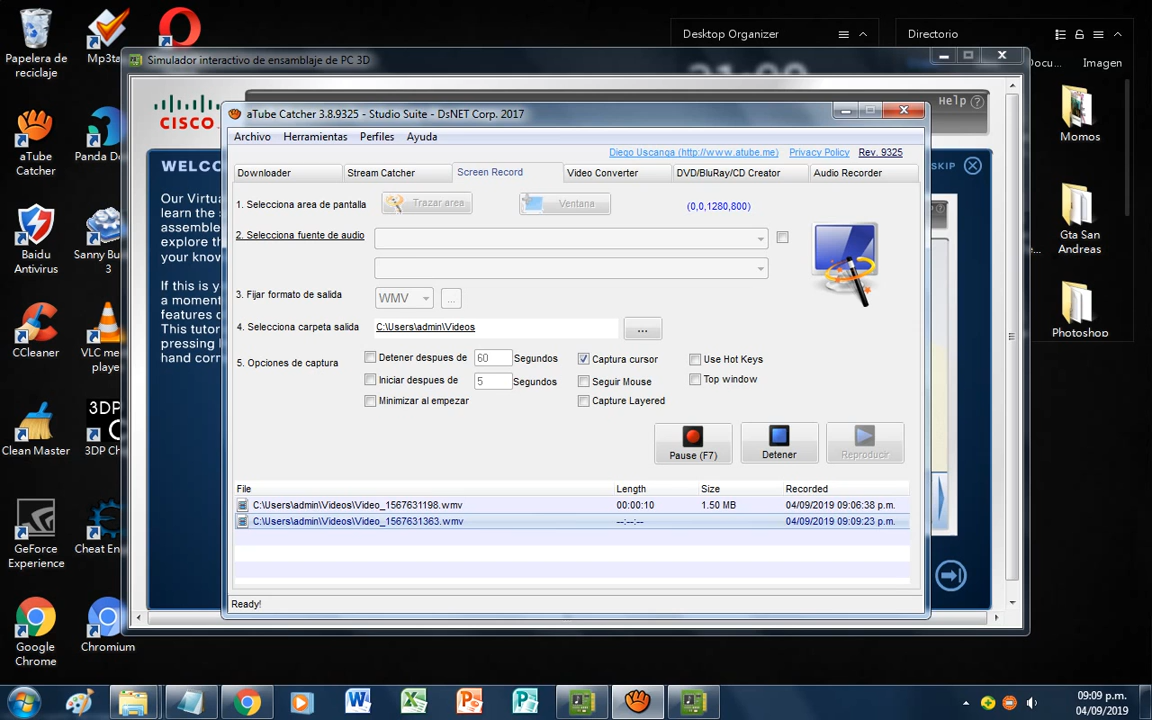 Papelera de
reciclaje
Mp3ta
Simulador interactivo de ensamblaje de PC 3D
Desktop Organizer
Directorio
Imagen
Momos
Gta San
Andreas
Photoshop
CISCO
Help ?
WELC
SKIP
Our Virtu
learn the
assemble
explore th
your know
If this is y
a moment
features o
This tutor
pressing
hand corn
aTube
Catcher
Panda D
Baidu
Antivirus
Sanny Bu
3
CCleaner
VLC me
playe
Clean Master
3DP
C
3DP Ch
GeForce
Experience
Cheat En
Google
Chrome
Chromium
aTube Catcher 3.8.9325 - Studio Suite - DsNET Corp. 2017
Archivo
Herramientas
Perfiles
Ayuda
Diego Uscanga (http://www.atube.me)
Privacy Policy
Rev. 9325
Downloader
Stream Catcher
Screen Record
Video Converter
DVD/BluRay/CD Creator
Audio Recorder
1. Selecciona area de pantalla
Trazar area
Ventana
(0,0,1280,800)
2. Selecciona fuente de audio
3. Fijar formato de salida
WMV
...
4. Selecciona carpeta salida
C:\Users\admin\Videos
...
5. Opciones de captura
Detener despues de
60
Segundos
Captura cursor
Use Hot Keys
Iniciar despues de
5
Segundos
Seguir Mouse
Top window
Minimizar al empezar
Capture Layered
Pause (F7)
Detener
Reproducir
File
Length
Size
Recorded
C:\Users\admin\Videos\Video_1567631198.wmv
00:00:10
1.50 MB
04/09/2019 09:06:38 p.m.
C:\Users\admin\Videos\Video_1567631363.wmv
--:--:--
04/09/2019 09:09:23 p.m.
Ready!
09:09 p.m.
04/09/2019